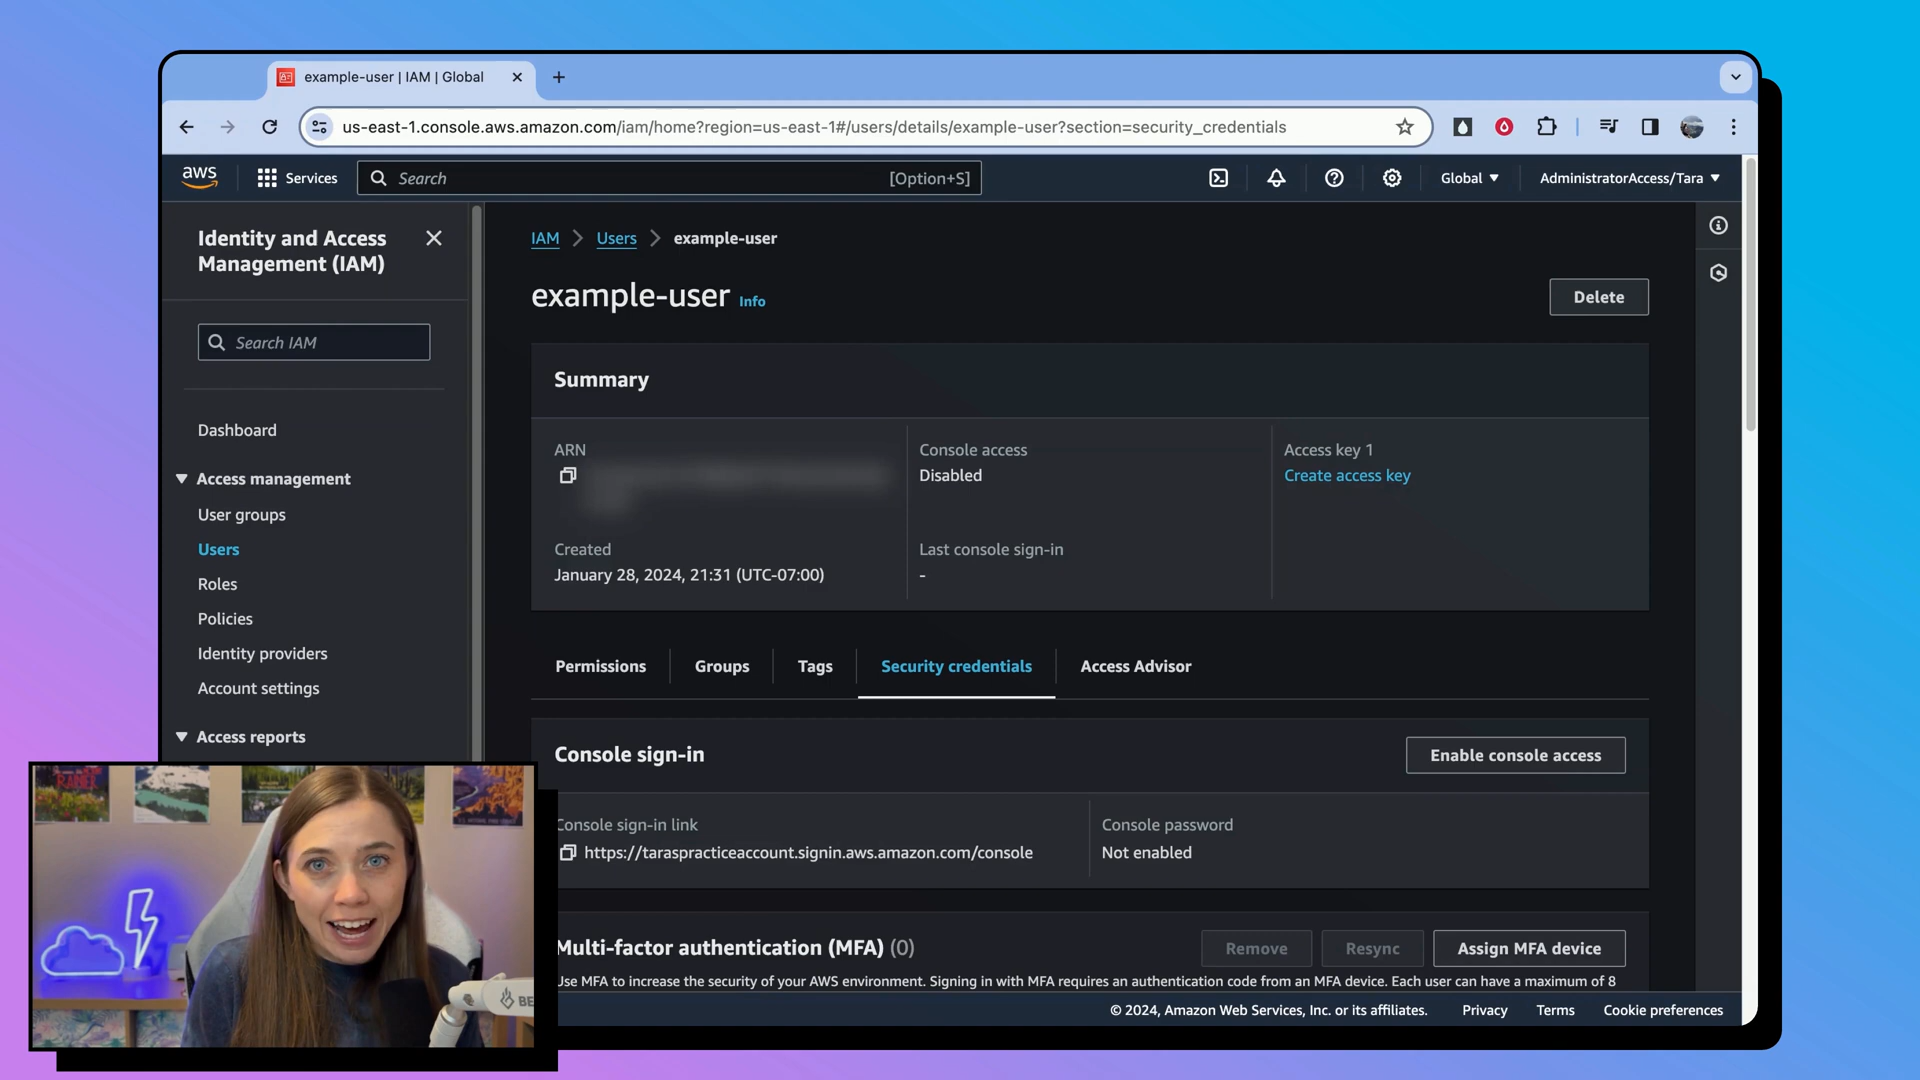 example-user | IAM | Global
us-east-1.console.aws.amazon.com/iam/home?region=us-east-1#/users/details/example-user?section=security_credentials
aws
Services
Search
[Option+S]
Global
AdministratorAccess/Tara
Identity and Access
Management (IAM)
Search IAM
Dashboard
Access management
User groups
Users
Roles
Policies
Identity providers
Account settings
Access reports
IAM
Users
example-user
example-user Info
Delete
Summary
ARN
Created
January 28, 2024, 21:31 (UTC-07:00)
Console access
Disabled
Last console sign-in
-
Access key 1
Create access key
Permissions
Groups
Tags
Security credentials
Access Advisor
Console sign-in
Enable console access
Console sign-in link
https://taraspracticeaccount.signin.aws.amazon.com/console
Console password
Not enabled
Multi-factor authentication (MFA) (0)
Remove
Resync
Assign MFA device
Use MFA to increase the security of your AWS environment. Signing in with MFA requires an authentication code from an MFA device. Each user can have a maximum of 8
© 2024, Amazon Web Services, Inc. or its affiliates.
Privacy
Terms
Cookie preferences
RAINIER
BE